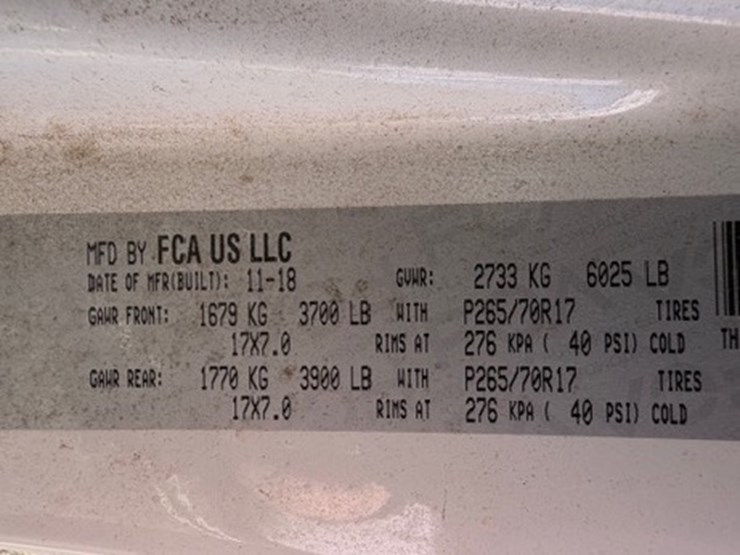 MFD BY FCA US LLC
DATE OF MFR(BUILT): 11-18 GVWR: 2733 KG 6025 LB
GAWR FRONT: 1679 KG 3700 LB WITH P265/70R17 TIRES
17X7.0 RIMS AT 276 KPA ( 40 PSI) COLD TH
GAWR REAR: 1770 KG 3900 LB WITH P265/70R17 TIRES
17X7.0 RIMS AT 276 KPA ( 40 PSI) COLD